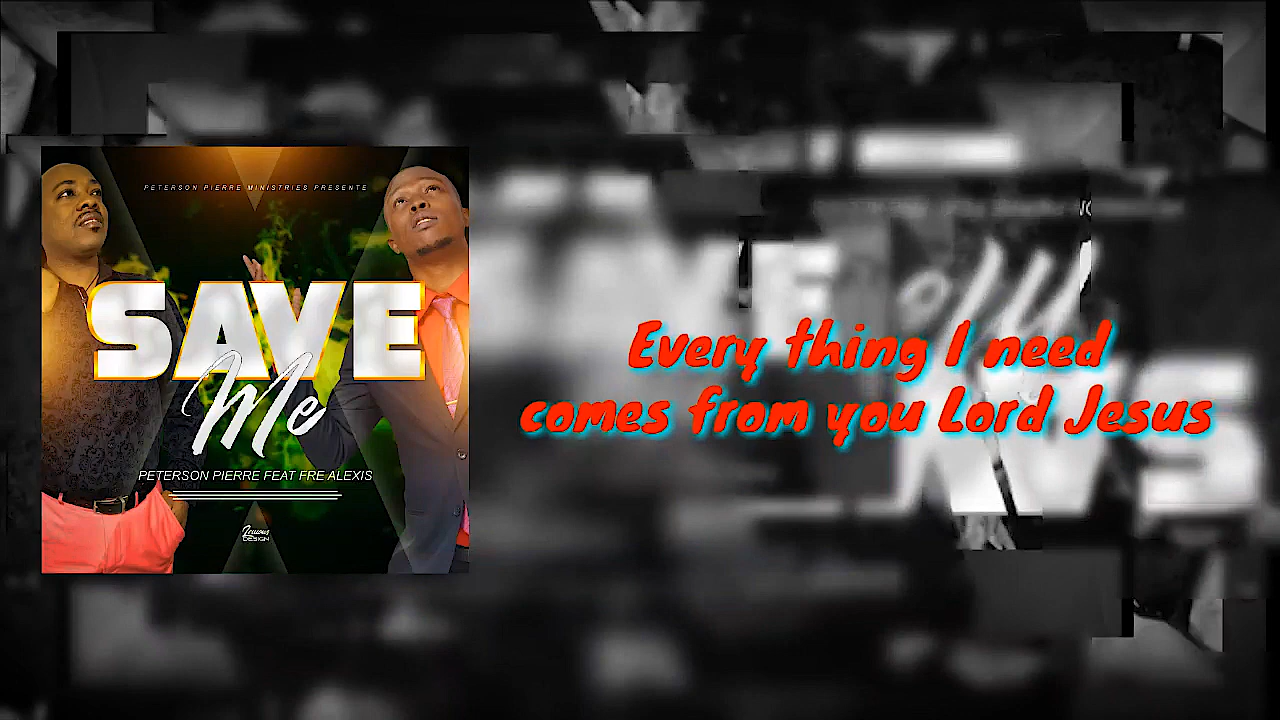 PETERSON PIERRE MINISTRIES PRESENTE
SAVE
Me
PETERSON PIERRE FEAT FRE ALEXIS
DESIGN
Every thing I need
comes from you Lord Jesus